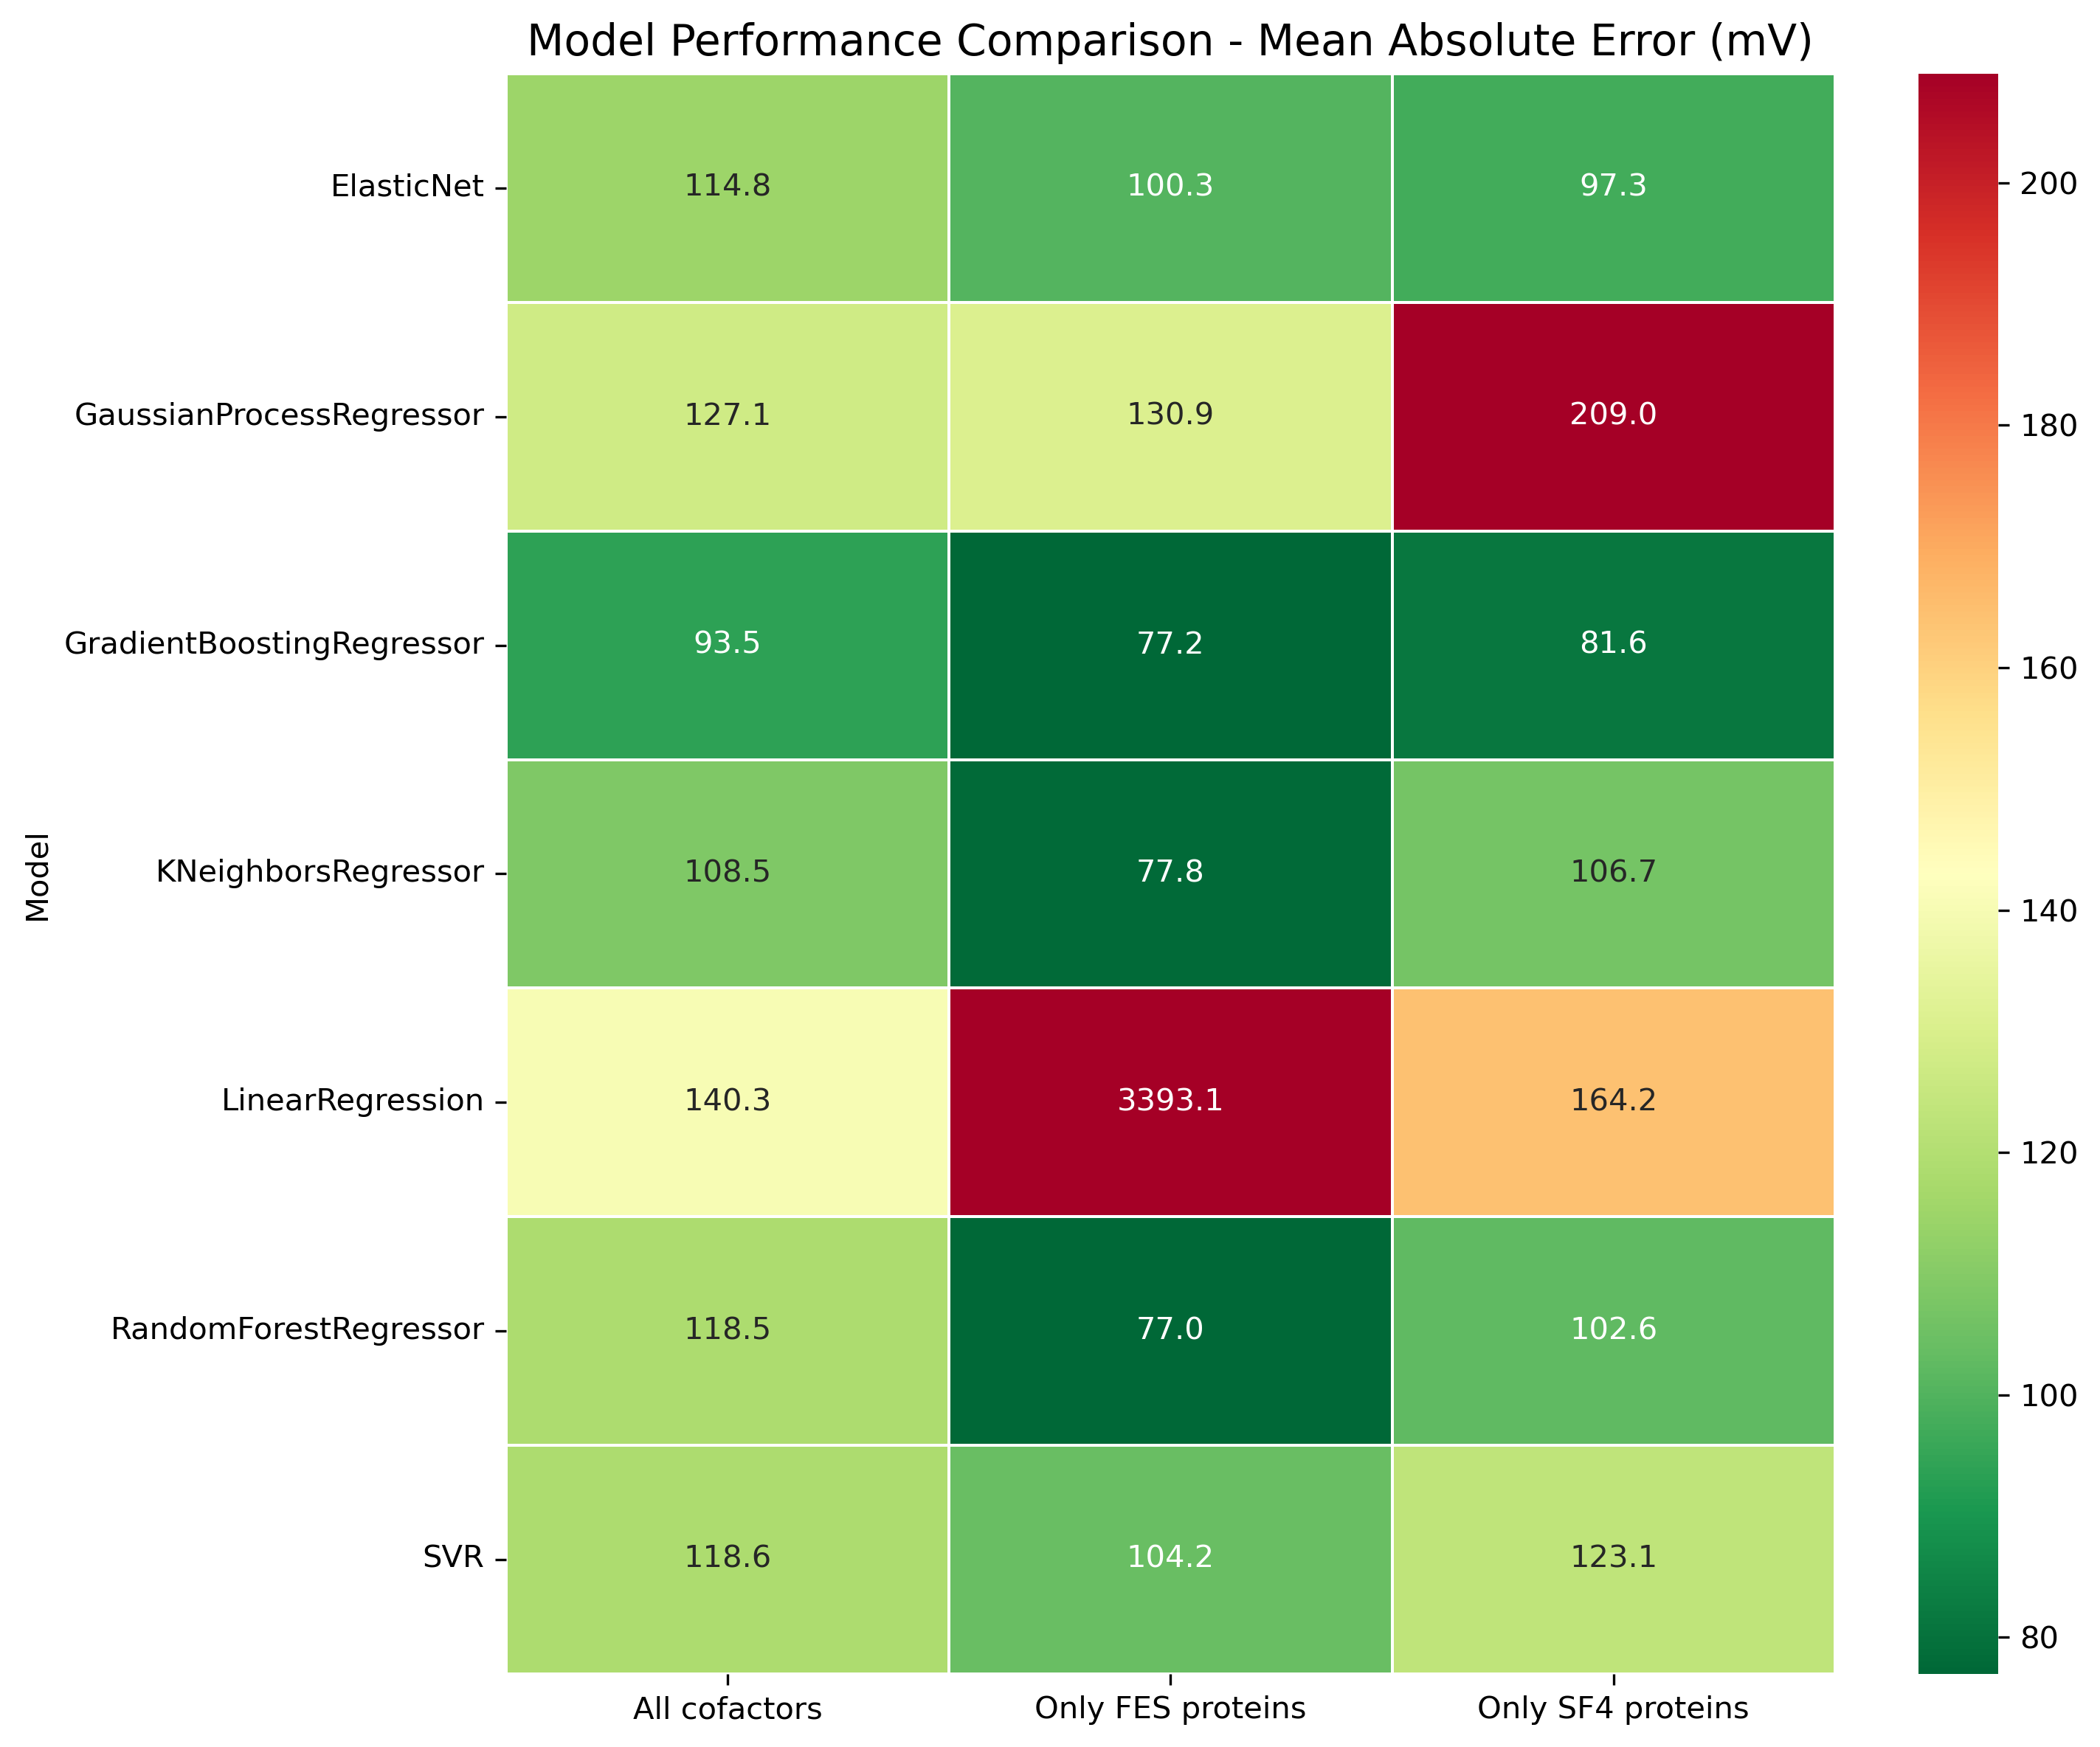 Model Performance Comparison - Mean Absolute Error (mV)
Model
ElasticNet 114.8 100.3 97.3
GaussianProcessRegressor 127.1 130.9 209.0
GradientBoostingRegressor 93.5 77.2 81.6
KNeighborsRegressor 108.5 77.8 106.7
LinearRegression 140.3 3393.1 164.2
RandomForestRegressor 118.5 77.0 102.6
SVR 118.6 104.2 123.1
All cofactors Only FES proteins Only SF4 proteins
200
180
160
140
120
100
80